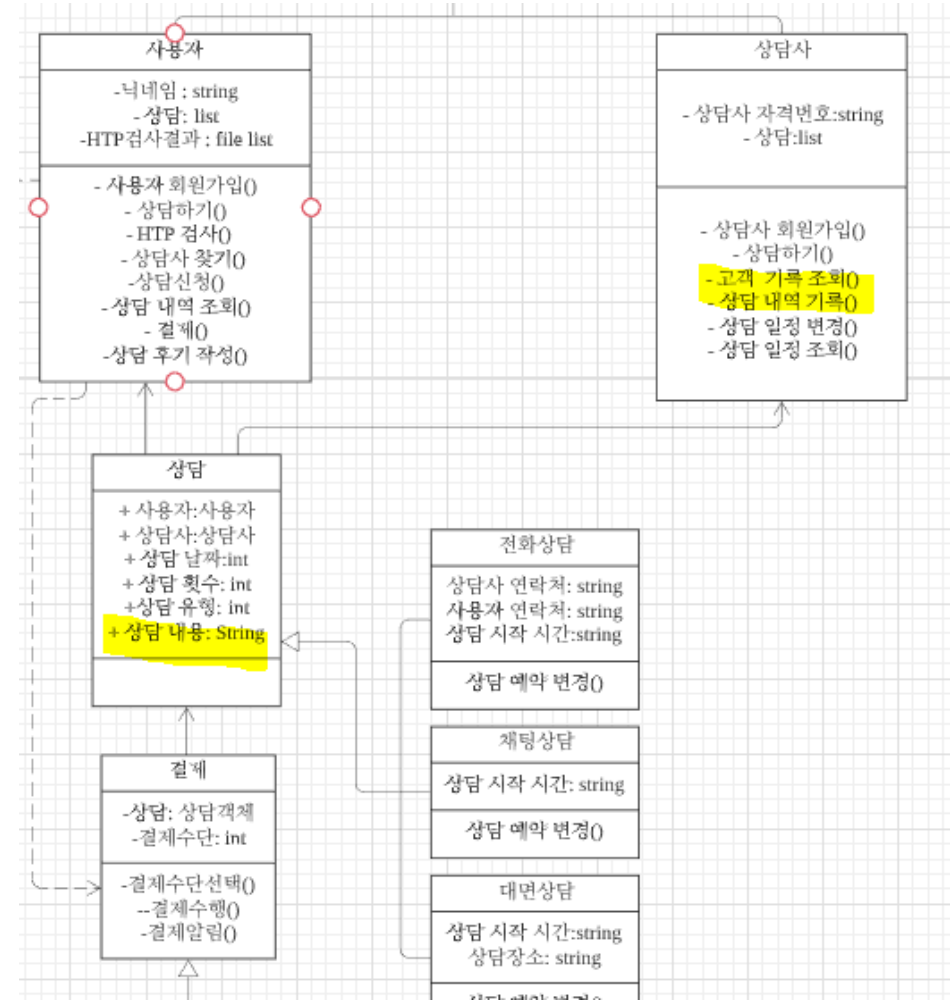 사용자
-닉네임 : string
-상담: list
-HTP검사결과 : file list
- 사용자 회원가입()
- 상담하기()
- HTP 검사()
- 상담사 찾기()
-상담신청()
-상담 내역 조회()
- 결제()
-상담 후기 작성()
상담사
- 상담사 자격번호:string
- 상담:list
- 상담사 회원가입()
- 상담하기()
- 고객 기록 조회()
- 상담 내역 기록()
- 상담 일정 변경()
- 상담 일정 조회()
상담
+ 사용자:사용자
+ 상담사:상담사
+ 상담 날짜:int
+ 상담 횟수: int
+상담 유형: int
+ 상담 내용: String
전화상담
상담사 연락처: string
사용자 연락처: string
상담 시작 시간:string
상담 예약 변경()
채팅상담
상담 시작 시간: string
상담 예약 변경()
결제
-상담: 상담객체
-결제수단: int
-결제수단선택()
--결제수행()
-결제알림()
대면상담
상담 시작 시간:string
상담장소: string
상담 예약 변경()